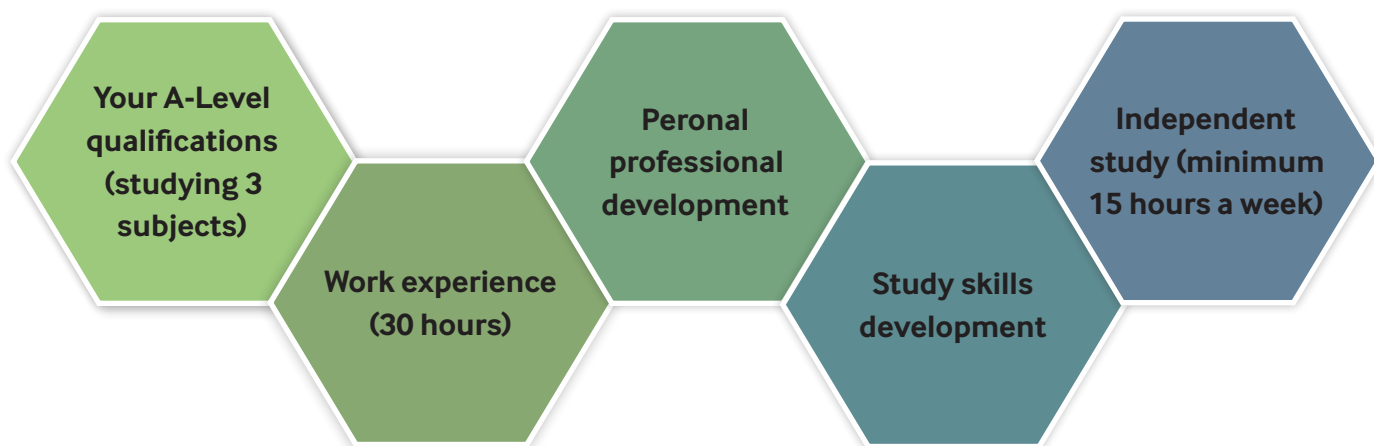 Your A-Level
qualifications
(studying 3
subjects)
Work experience
(30 hours)
Peronal
professional
development
Study skills
development
Independent
study (minimum
15 hours a week)